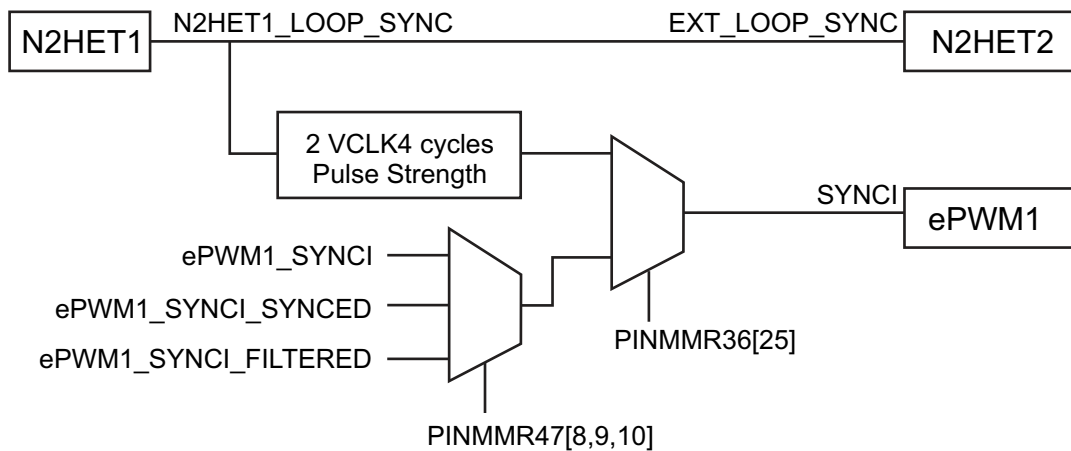 N2HET1
N2HET1_LOOP_SYNC
EXT_LOOP_SYNC
N2HET2
2 VCLK4 cycles
Pulse Strength
SYNCI
ePWM1
ePWM1_SYNCI
ePWM1_SYNCI_SYNCED
ePWM1_SYNCI_FILTERED
PINMMR36[25]
PINMMR47[8,9,10]